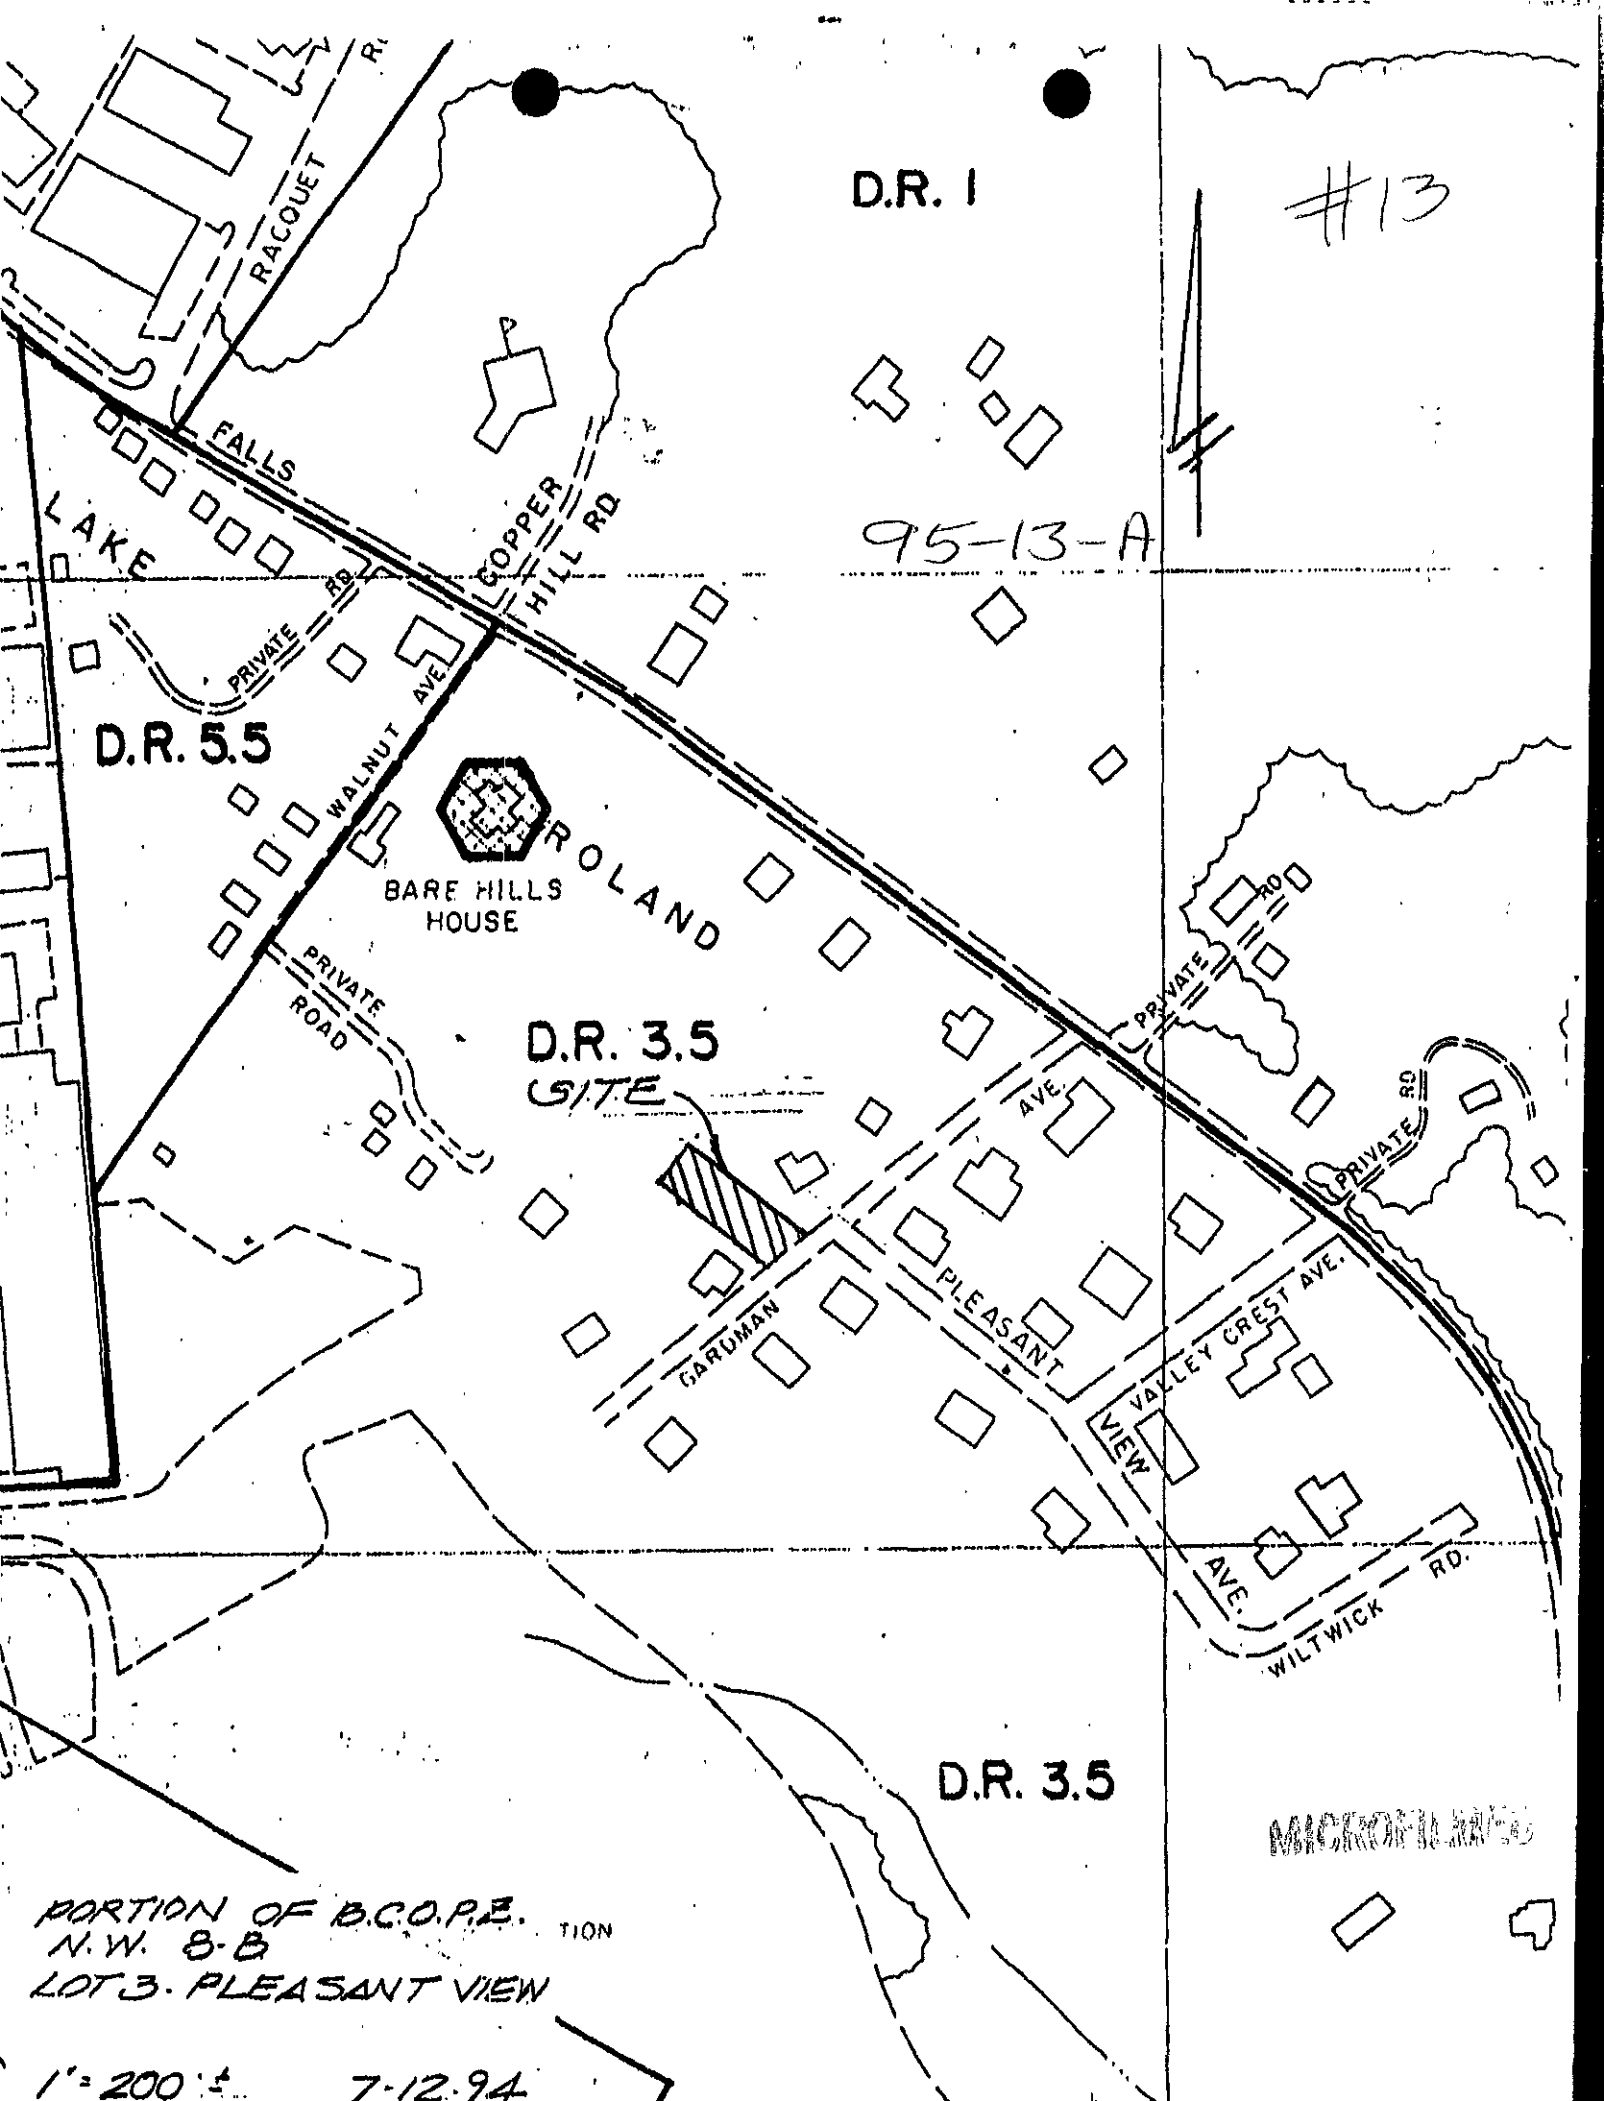 RACQUET
D.R. 1
#13
FALLS
LAKE
COPPER
HILL RD.
95-13-A
PRIVATE RD.
WALNUT AVE.
D.R. 5.5
ROLAND
BARE HILLS
HOUSE
PRIVATE
ROAD
PRIVATE RD
D.R. 3.5
SITE
AVE.
PRIVATE RD
GARDMAN
PLEASANT
VALLEY CREST AVE.
VIEW
AVE.
WILTWICK RD.
D.R. 3.5
MICROFILMED
PORTION OF B.C.O.P.Z.
TION
N.W. 8-B
LOT 3. PLEASANT VIEW
1"=200'± 7-12-94